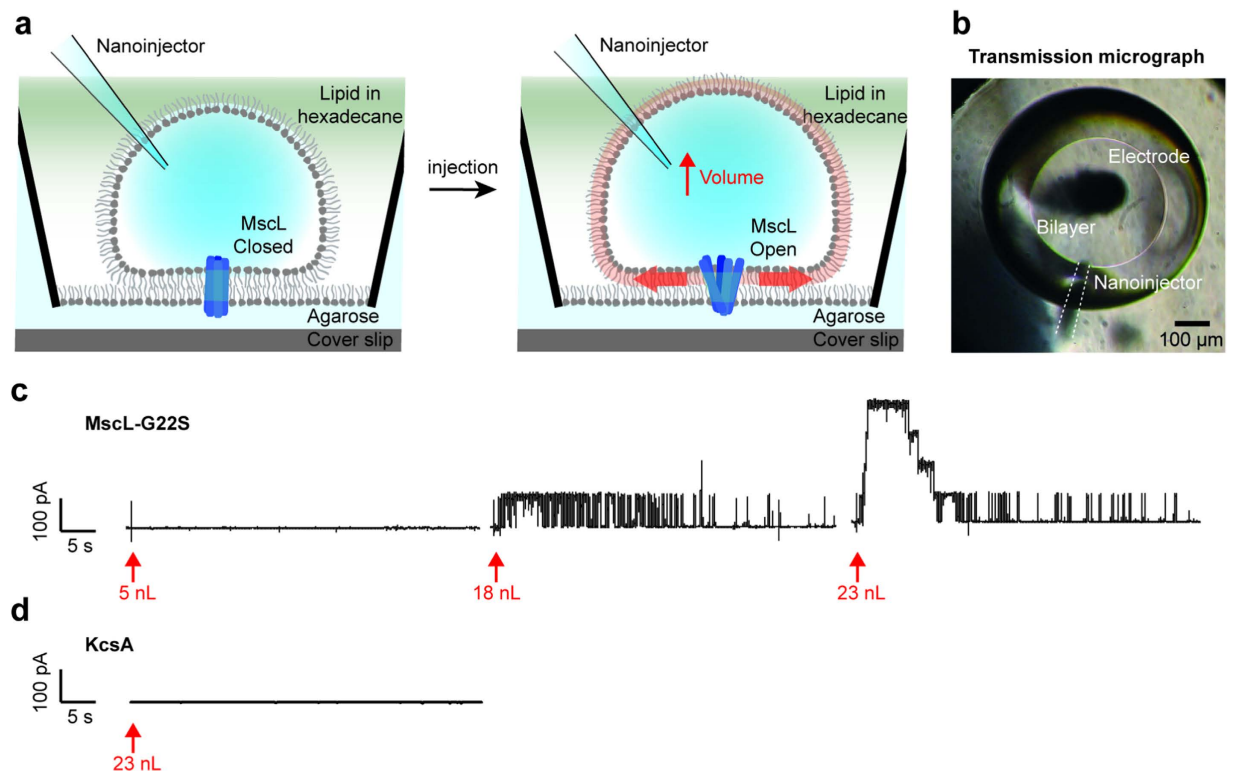 a
Nanoinjector
Lipid in
hexadecane
MscL
Closed
Agarose
Cover slip
injection
Nanoinjector
Lipid in
hexadecane
Volume
MscL
Open
Agarose
Cover slip
b
Transmission micrograph
Electrode
Bilayer
Nanoinjector
100 µm
c
MscL-G22S
100 pA
5 s
5 nL
18 nL
23 nL
d
KcsA
100 pA
5 s
23 nL